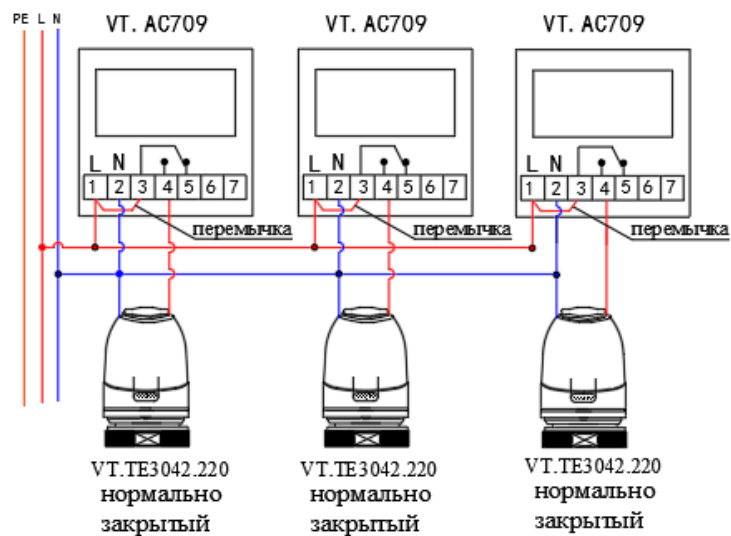 PE L N VT. AC709 VT. AC709 VT. AC709
L N L N L N
1 2 3 4 5 6 7 1 2 3 4 5 6 7 1 2 3 4 5 6 7
перемычка перемычка перемычка
VT.TE3042.220 VT.TE3042.220 VT.TE3042.220
нормально нормально нормально
закрытый закрытый закрытый